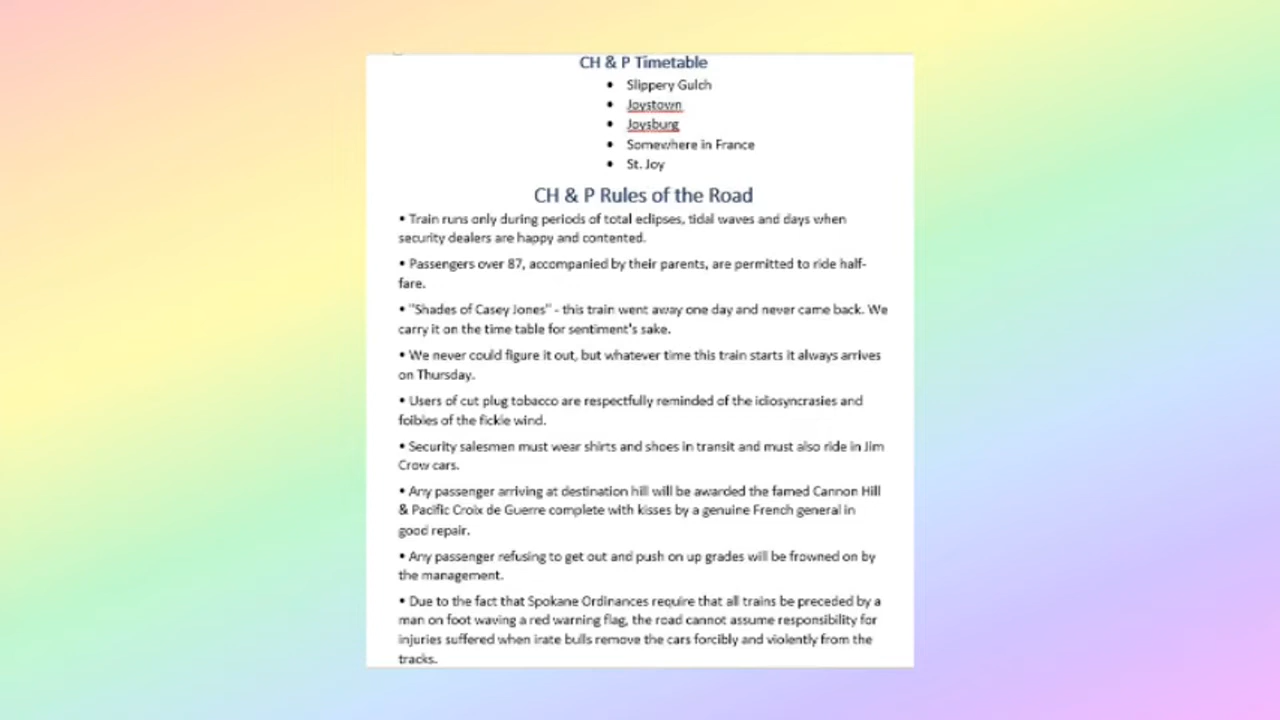 CH & P Timetable
• Slippery Gulch
• Joystown
• Joysburg
• Somewhere in France
• St. Joy
CH & P Rules of the Road
• Train runs only during periods of total eclipses, tidal waves and days when
security dealers are happy and contented.
• Passengers over 87, accompanied by their parents, are permitted to ride half-
fare.
• "Shades of Casey Jones" - this train went away one day and never came back. We
carry it on the time table for sentiment's sake.
• We never could figure it out, but whatever time this train starts it always arrives
on Thursday.
• Users of cut plug tobacco are respectfully reminded of the idiosyncrasies and
foibles of the fickle wind.
• Security salesmen must wear shirts and shoes in transit and must also ride in Jim
Crow cars.
• Any passenger arriving at destination hill will be awarded the famed Cannon Hill
& Pacific Croix de Guerre complete with kisses by a genuine French general in
good repair.
• Any passenger refusing to get out and push on up grades will be frowned on by
the management.
• Due to the fact that Spokane Ordinances require that all trains be preceded by a
man on foot waving a red warning flag, the road cannot assume responsibility for
injuries suffered when irate bulls remove the cars forcibly and violently from the
tracks.